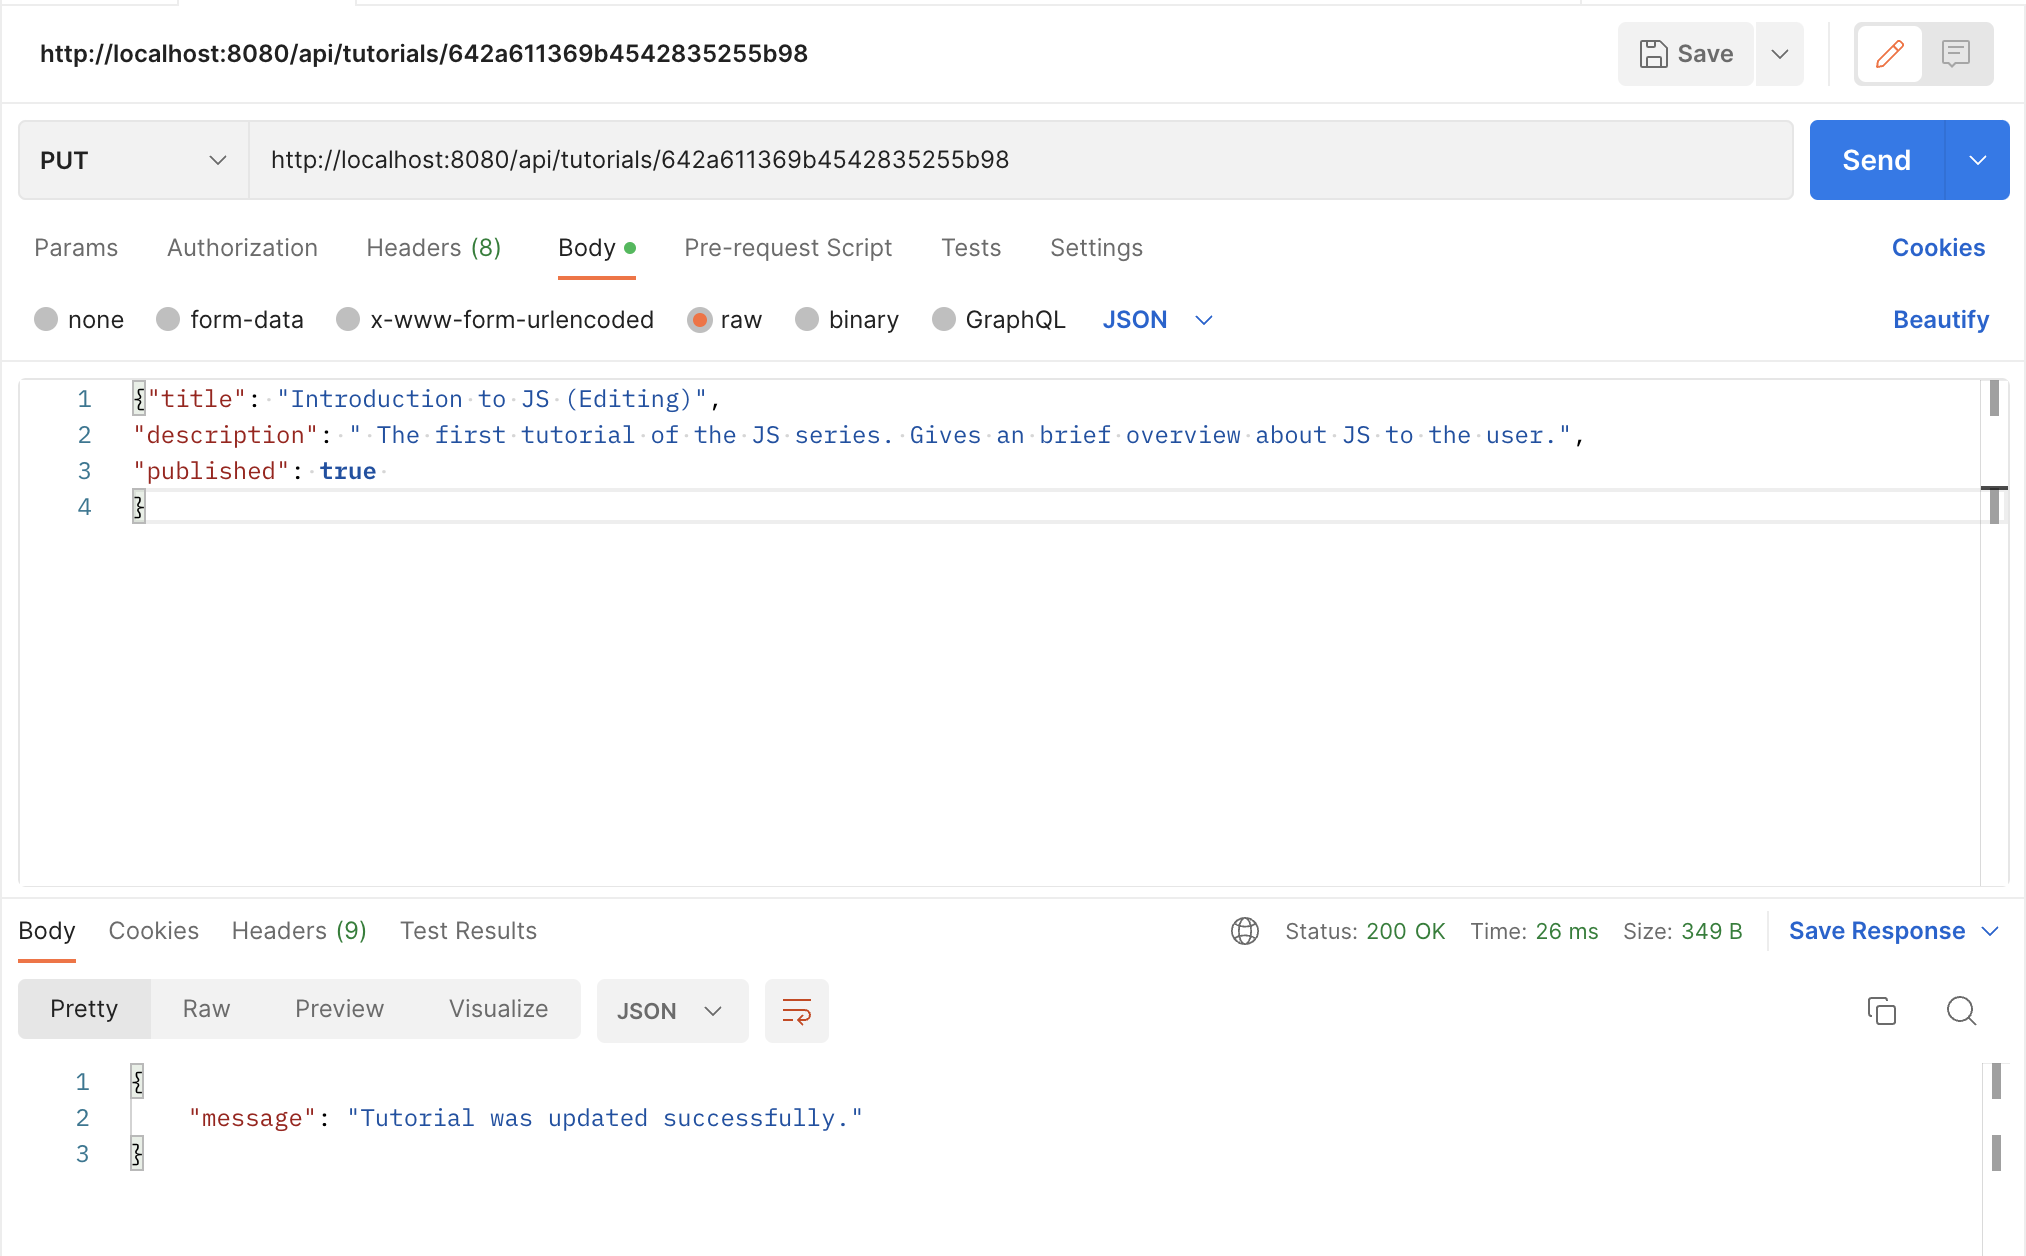 http://localhost:8080/api/tutorials/642a611369b4542835255b98
Save
PUT
http://localhost:8080/api/tutorials/642a611369b4542835255b98
Send
Params Authorization Headers (8) Body Pre-request Script Tests Settings Cookies
none form-data x-www-form-urlencoded raw binary GraphQL JSON Beautify
1 {"title": "Introduction to JS (Editing)",
2 "description": " The first tutorial of the JS series. Gives an brief overview about JS to the user.",
3 "published": true
4 }
Body Cookies Headers (9) Test Results Status: 200 OK Time: 26 ms Size: 349 B Save Response
Pretty Raw Preview Visualize JSON
1 {
2 "message": "Tutorial was updated successfully."
3 }